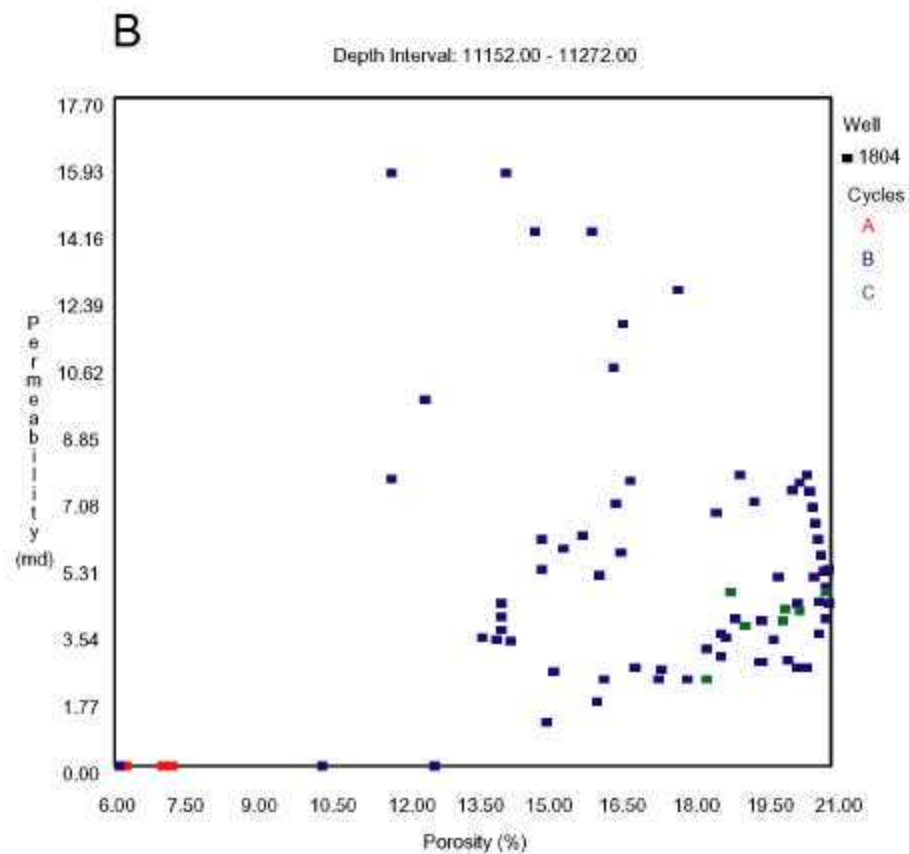 B
Depth Interval: 11152.00 - 11272.00
17.70
15.93
14.16
12.39
10.62
8.85
7.08
5.31
3.54
1.77
0.00
Permeability
(md)
6.00 7.50 9.00 10.50 12.00 13.50 15.00 16.50 18.00 19.50 21.00
Porosity (%)
Well
1804
Cycles
A
B
C